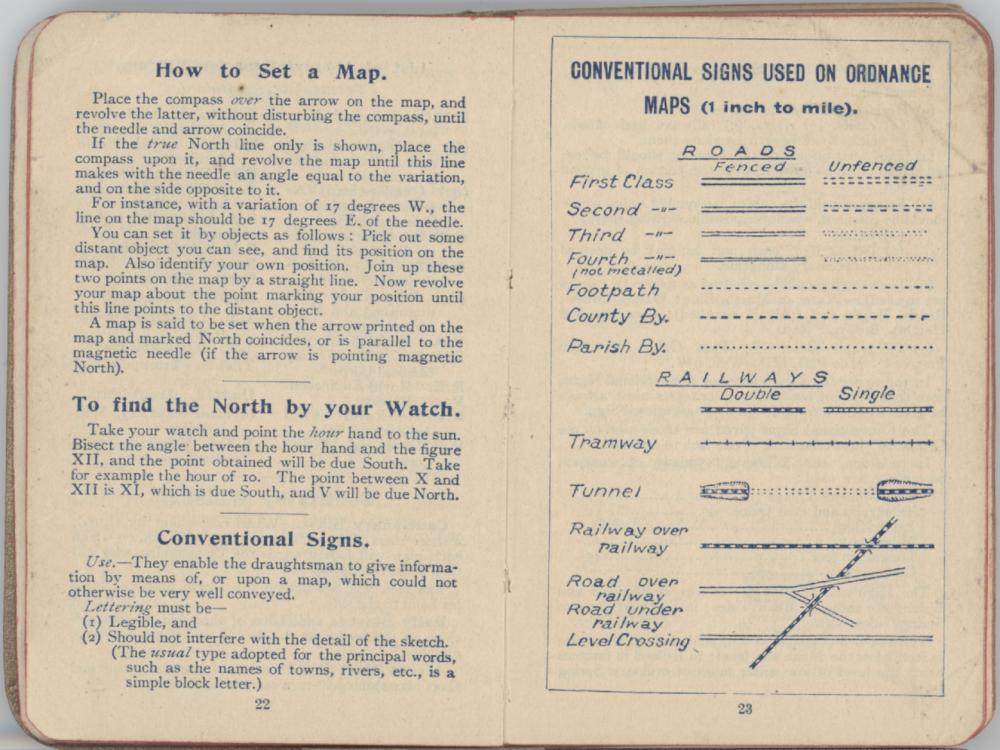 How to Set a Map.
Place the compass over the arrow on the map, and
revolve the latter, without disturbing the compass, until
the needle and arrow coincide.
If the true North line only is shown, place the
compass upon it, and revolve the map until this line
makes with the needle an angle equal to the variation,
and on the side opposite to it.
For instance, with a variation of 17 degrees W., the
line on the map should be 17 degrees E. of the needle.
You can set it by objects as follows: Pick out some
distant object you can see, and find its position on the
map. Also identify your own position. Join up these
two points on the map by a straight line. Now revolve
your map about the point marking your position until
this line points to the distant object.
A map is said to be set when the arrow printed on the
map and marked North coincides, or is parallel to the
magnetic needle (if the arrow is pointing magnetic
North).
To find the North by your Watch.
Take your watch and point the hour hand to the sun.
Bisect the angle between the hour hand and the figure
XII, and the point obtained will be due South. Take
for example the hour of 10. The point between X and
XII is XI, which is due South, and V will be due North.
Conventional Signs.
Use.—They enable the draughtsman to give informa-
tion by means of, or upon a map, which could not
otherwise be very well conveyed.
Lettering must be—
(1) Legible, and
(2) Should not interfere with the detail of the sketch.
(The usual type adopted for the principal words,
such as the names of towns, rivers, etc., is a
simple block letter.)
22
CONVENTIONAL SIGNS USED ON ORDNANCE
MAPS (1 inch to mile).
ROADS
Fenced Unfenced
First Class
Second -"-
Third -"-
Fourth -"-
(not metalled)
Footpath
County By.
Parish By.
RAILWAYS
Double Single
Tramway
Tunnel
Railway over
railway
Road over
railway
Road under
railway
Level Crossing
23